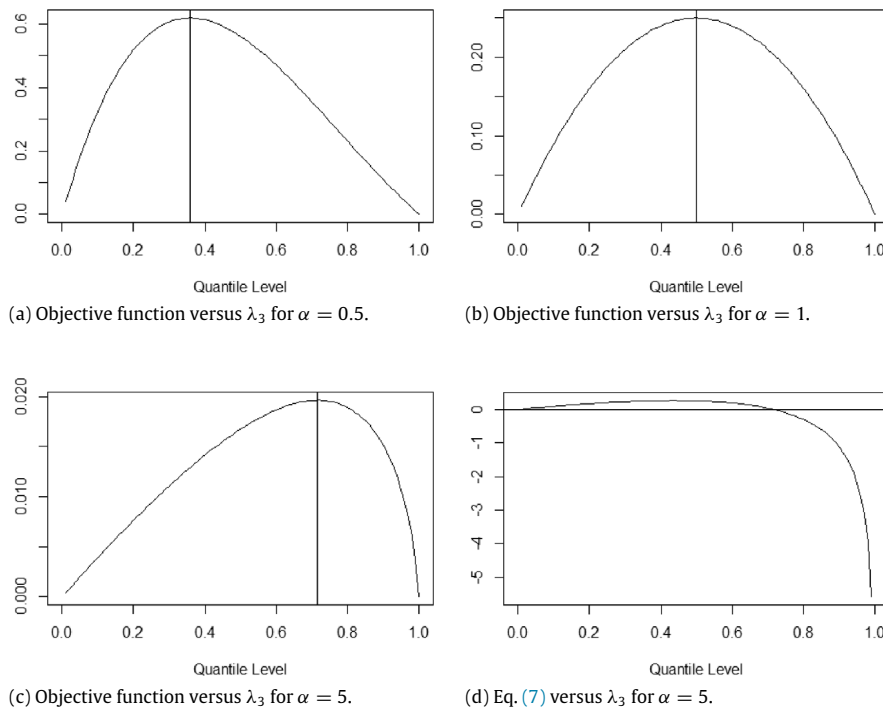 0.6
0.4
0.2
0.0
0.0 0.2 0.4 0.6 0.8 1.0
Quantile Level
(a) Objective function versus λ₃ for α = 0.5.
0.20
0.10
0.00
0.0 0.2 0.4 0.6 0.8 1.0
Quantile Level
(b) Objective function versus λ₃ for α = 1.
0.020
0.010
0.000
0.0 0.2 0.4 0.6 0.8 1.0
Quantile Level
(c) Objective function versus λ₃ for α = 5.
0
-1
-2
-3
-4
-5
0.0 0.2 0.4 0.6 0.8 1.0
Quantile Level
(d) Eq. (7) versus λ₃ for α = 5.